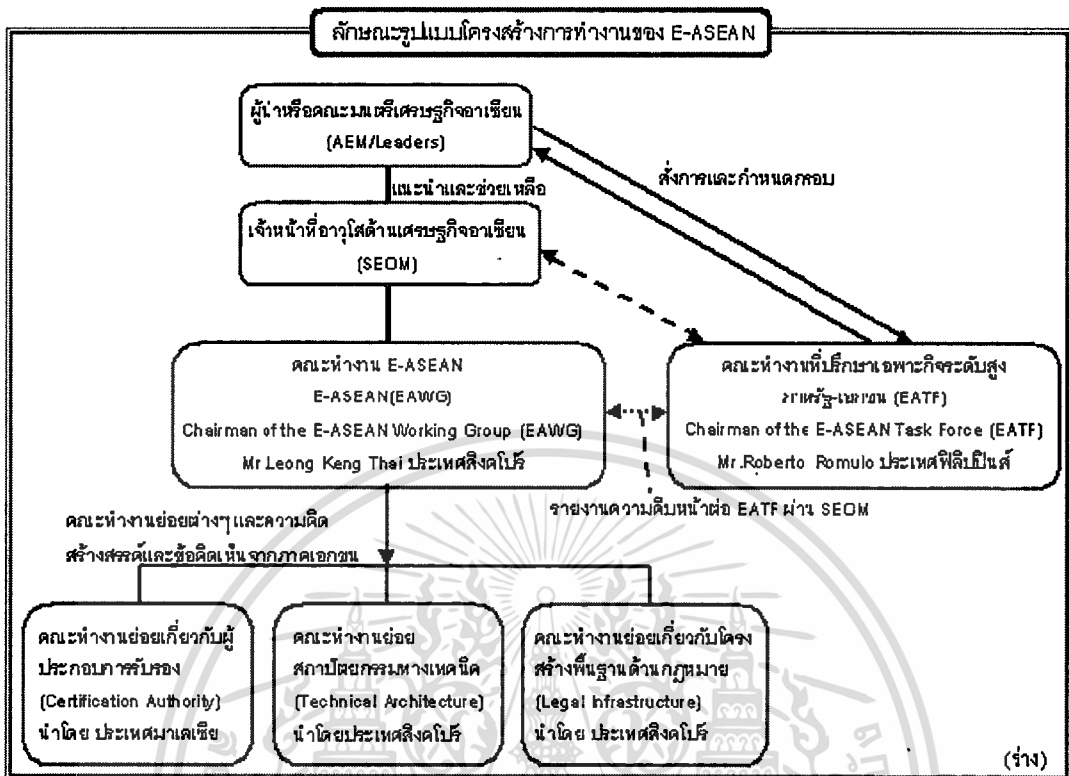 ลักษณะรูปแบบโครงสร้างการทำงานของ E-ASEAN
ผู้นำหรือคณะมนตรีเศรษฐกิจอาเซียน
(AEM/Leaders)
สั่งการและกำหนดกรอบ
แนะนำและช่วยเหลือ
เจ้าหน้าที่อาวุโสด้านเศรษฐกิจอาเซียน
(SEOM)
คณะทำงาน E-ASEAN
E-ASEAN(EAWG)
Chairman of the E-ASEAN Working Group (EAWG)
Mr.Leong Keng Thai ประเทศสิงคโปร์
คณะทำงานที่ปรึกษาเฉพาะกิจระดับสูง
ภาครัฐ-เอกชน (EATF)
Chairman of the E-ASEAN Task Force (EATF)
Mr.Roberto Romulo ประเทศฟิลิปปินส์
รายงานความคืบหน้าต่อ EATF ผ่าน SEOM
คณะทำงานย่อยต่างๆและความคิด
สร้างสรรค์และข้อคิดเห็นจากภาคเอกชน
คณะทำงานย่อยเกี่ยวกับผู้
ประกอบการรับรอง
(Certification Authority)
นำโดย ประเทศมาเลเซีย
คณะทำงานย่อย
สถาปัตยกรรมทางเทคนิค
(Technical Architecture)
นำโดยประเทศสิงคโปร์
คณะทำงานย่อยเกี่ยวกับโครง
สร้างพื้นฐานด้านกฎหมาย
(Legal Infrastructure)
นำโดย ประเทศสิงคโปร์
(ร่าง)